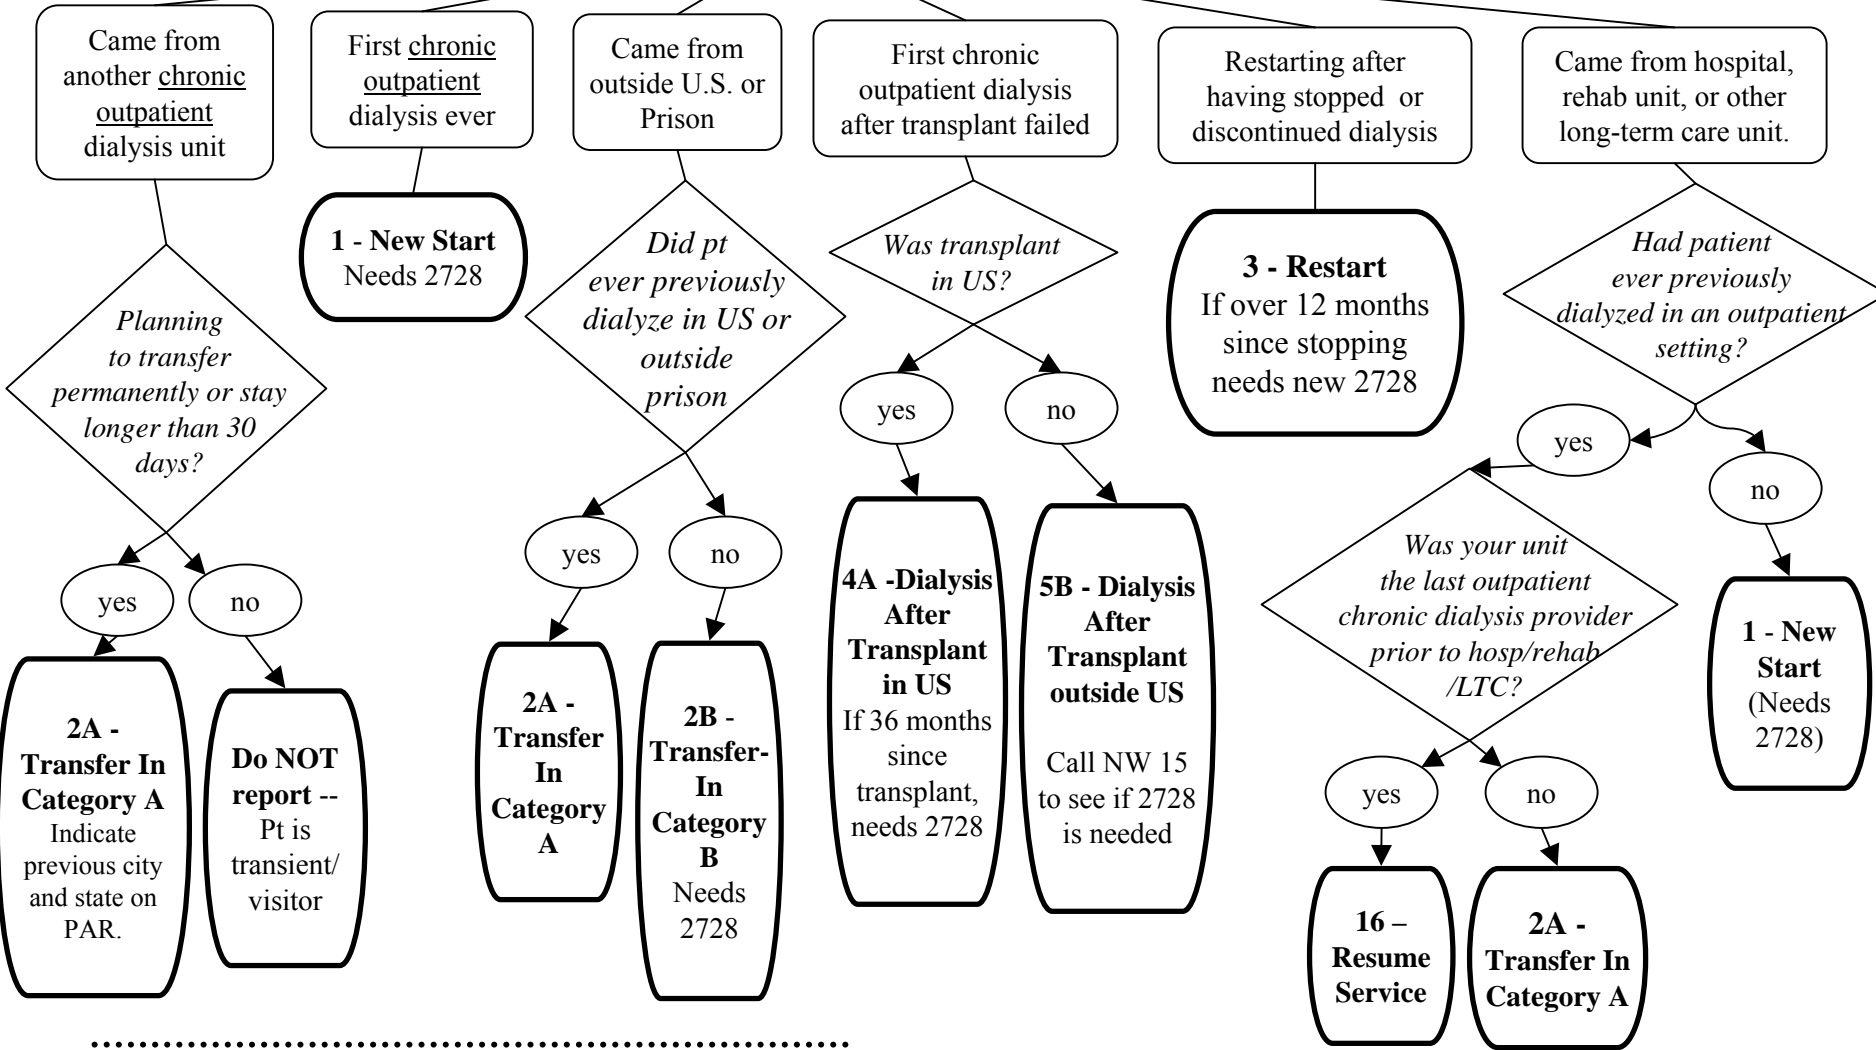 Came from
another chronic
outpatient
dialysis unit
First chronic
outpatient
dialysis ever
Came from
outside U.S. or
Prison
First chronic
outpatient dialysis
after transplant failed
Restarting after
having stopped or
discontinued dialysis
Came from hospital,
rehab unit, or other
long-term care unit.
Planning
to transfer
permanently or stay
longer than 30
days?
yes
no
2A -
Transfer In
Category A
Indicate
previous city
and state on
PAR.
Do NOT
report --
Pt is
transient/
visitor
1 - New Start
Needs 2728
Did pt
ever previously
dialyze in US or
outside
prison
yes
no
2A -
Transfer
In
Category
A
2B -
Transfer-
In
Category
B
Needs
2728
Was transplant
in US?
yes
no
4A -Dialysis
After
Transplant
in US
If 36 months
since
transplant,
needs 2728
5B - Dialysis
After
Transplant
outside US
Call NW 15
to see if 2728
is needed
3 - Restart
If over 12 months
since stopping
needs new 2728
Had patient
ever previously
dialyzed in an outpatient
setting?
yes
no
Was your unit
the last outpatient
chronic dialysis provider
prior to hosp/rehab
/LTC?
yes
no
16 –
Resume
Service
2A -
Transfer In
Category A
1 - New
Start
(Needs
2728)